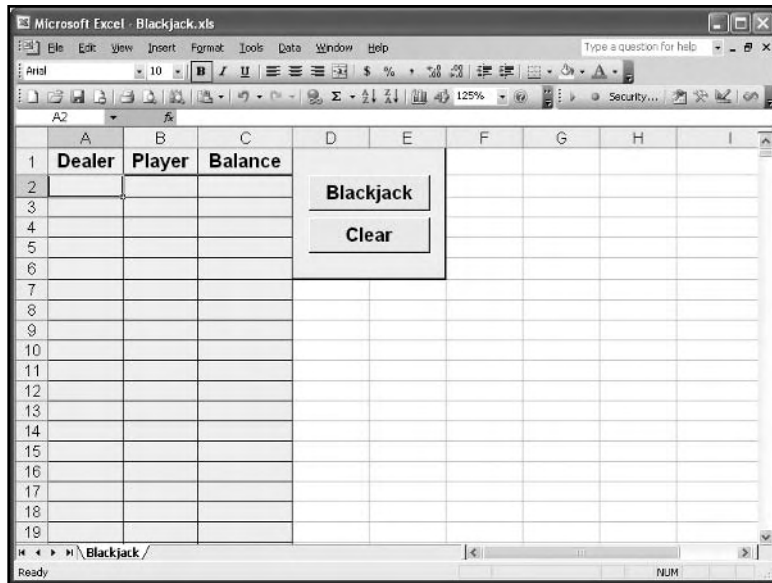 Microsoft Excel - Blackjack.xls
File Edit View Insert Format Tools Data Window Help Type a question for help
Arial 10 B I U $ % ,
Σ 125% Security...
A2 fx
A B C D E F G H I
1 Dealer Player Balance
2 Blackjack
3
4 Clear
5
6
7
8
9
10
11
12
13
14
15
16
17
18
19
Blackjack
Ready NUM